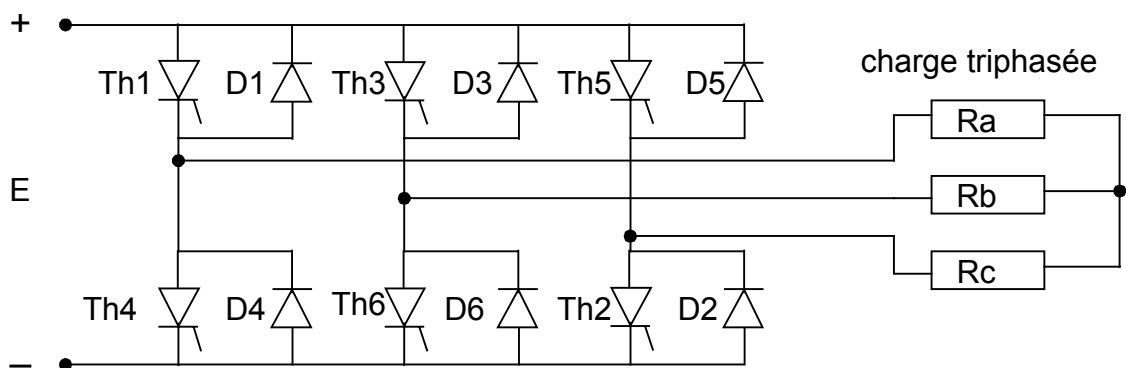 +
charge triphasée
Th1 D1 Th3 D3 Th5 D5
Ra
E
Rb
Rc
Th4 D4 Th6 D6 Th2 D2
–